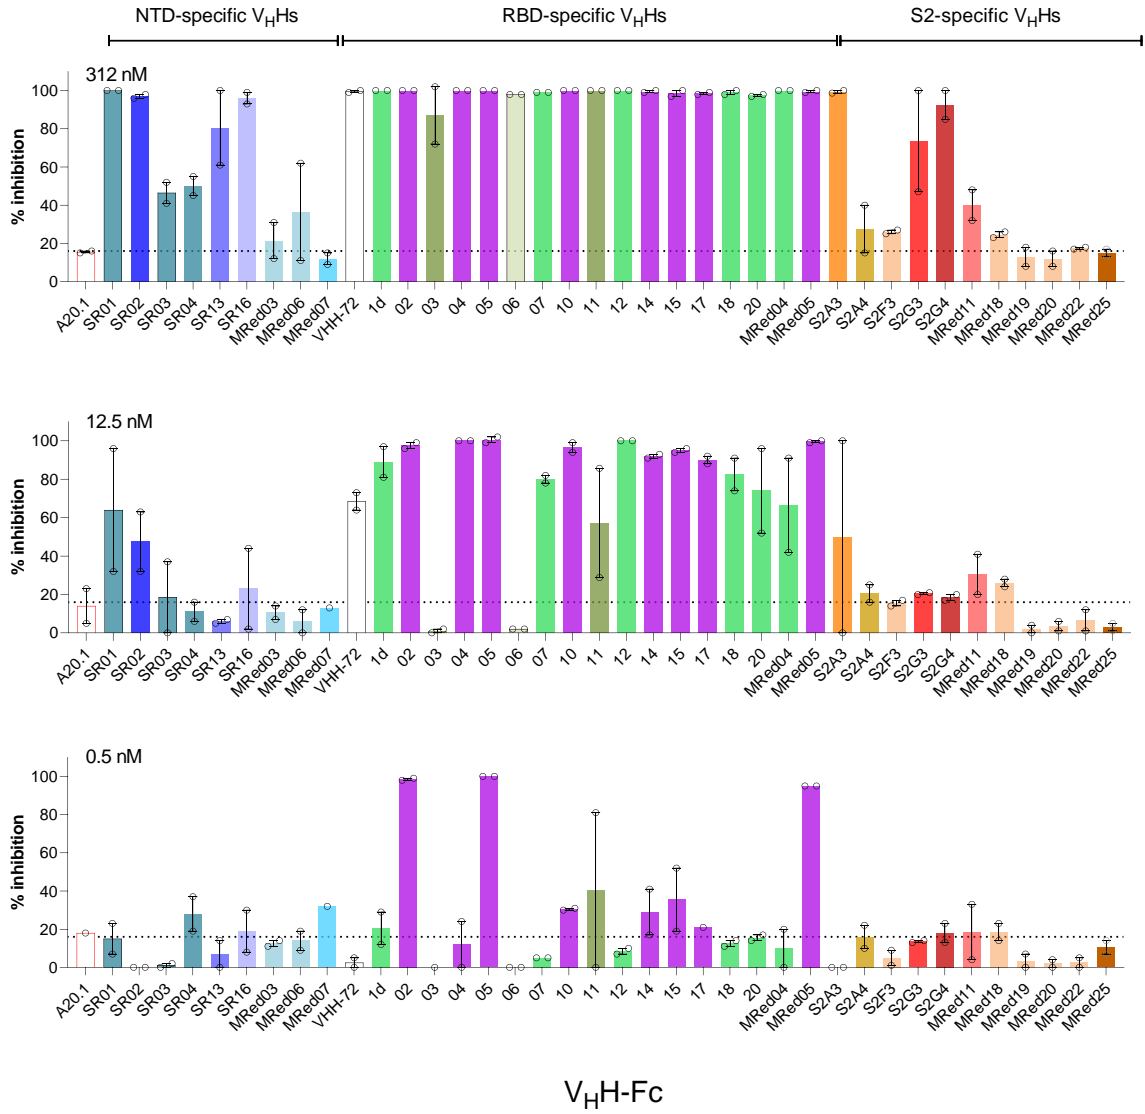 NTD-specific VHHs RBD-specific VHHs S2-specific VHHs
312 nM
% inhibition
100
80
60
40
20
0
A20.1 SR01 SR02 SR03 SR04 SR13 SR16 MRed03 MRed06 MRed07 VHH-72 1d 02 03 04 05 06 07 10 11 12 14 15 17 18 20 MRed04 MRed05 S2A3 S2A4 S2F3 S2G3 S2G4 MRed11 MRed18 MRed19 MRed20 MRed22 MRed25
12.5 nM
% inhibition
100
80
60
40
20
0
A20.1 SR01 SR02 SR03 SR04 SR13 SR16 MRed03 MRed06 MRed07 VHH-72 1d 02 03 04 05 06 07 10 11 12 14 15 17 18 20 MRed04 MRed05 S2A3 S2A4 S2F3 S2G3 S2G4 MRed11 MRed18 MRed19 MRed20 MRed22 MRed25
0.5 nM
% inhibition
100
80
60
40
20
0
A20.1 SR01 SR02 SR03 SR04 SR13 SR16 MRed03 MRed06 MRed07 VHH-72 1d 02 03 04 05 06 07 10 11 12 14 15 17 18 20 MRed04 MRed05 S2A3 S2A4 S2F3 S2G3 S2G4 MRed11 MRed18 MRed19 MRed20 MRed22 MRed25
VHH-Fc